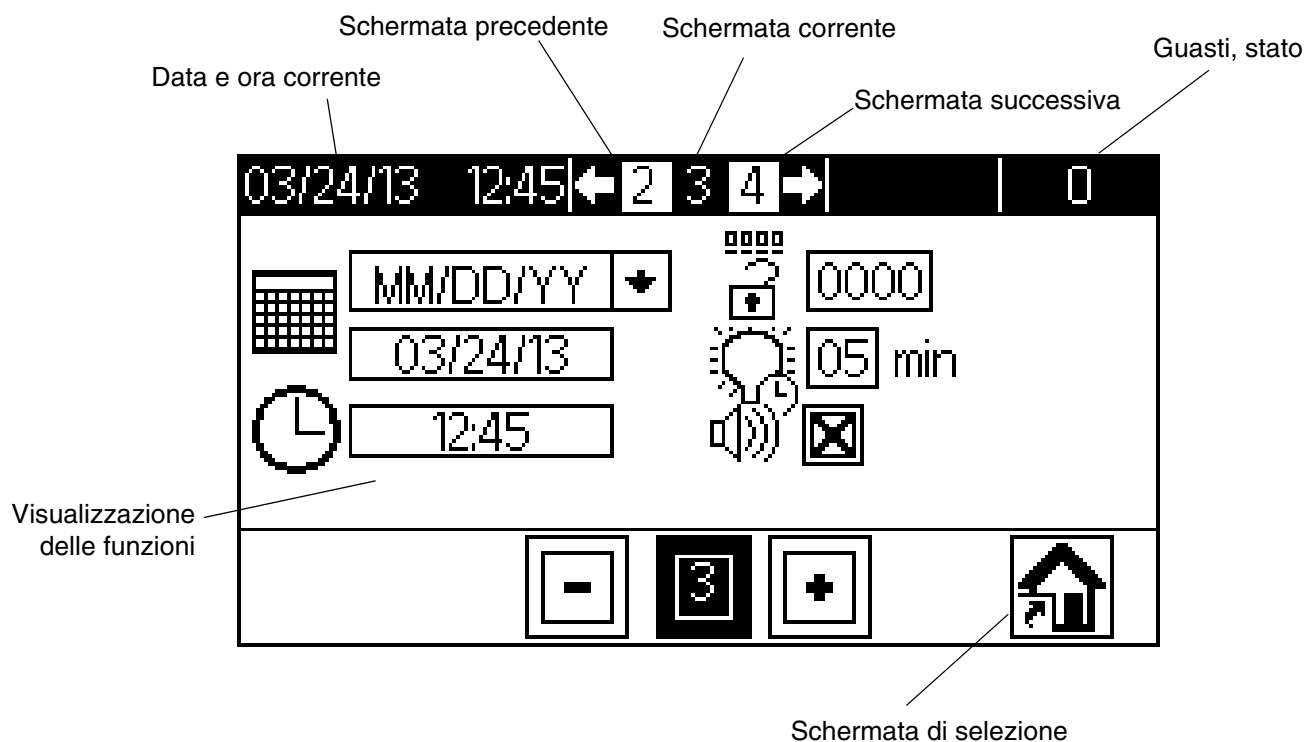 Schermata precedente
Schermata corrente
Guasti, stato
Data e ora corrente
Schermata successiva
03/24/13 12:45 2 3 4 0
MM/DD/YY
0000
03/24/13
05 min
12:45
Visualizzazione
delle funzioni
- 3 +
Schermata di selezione